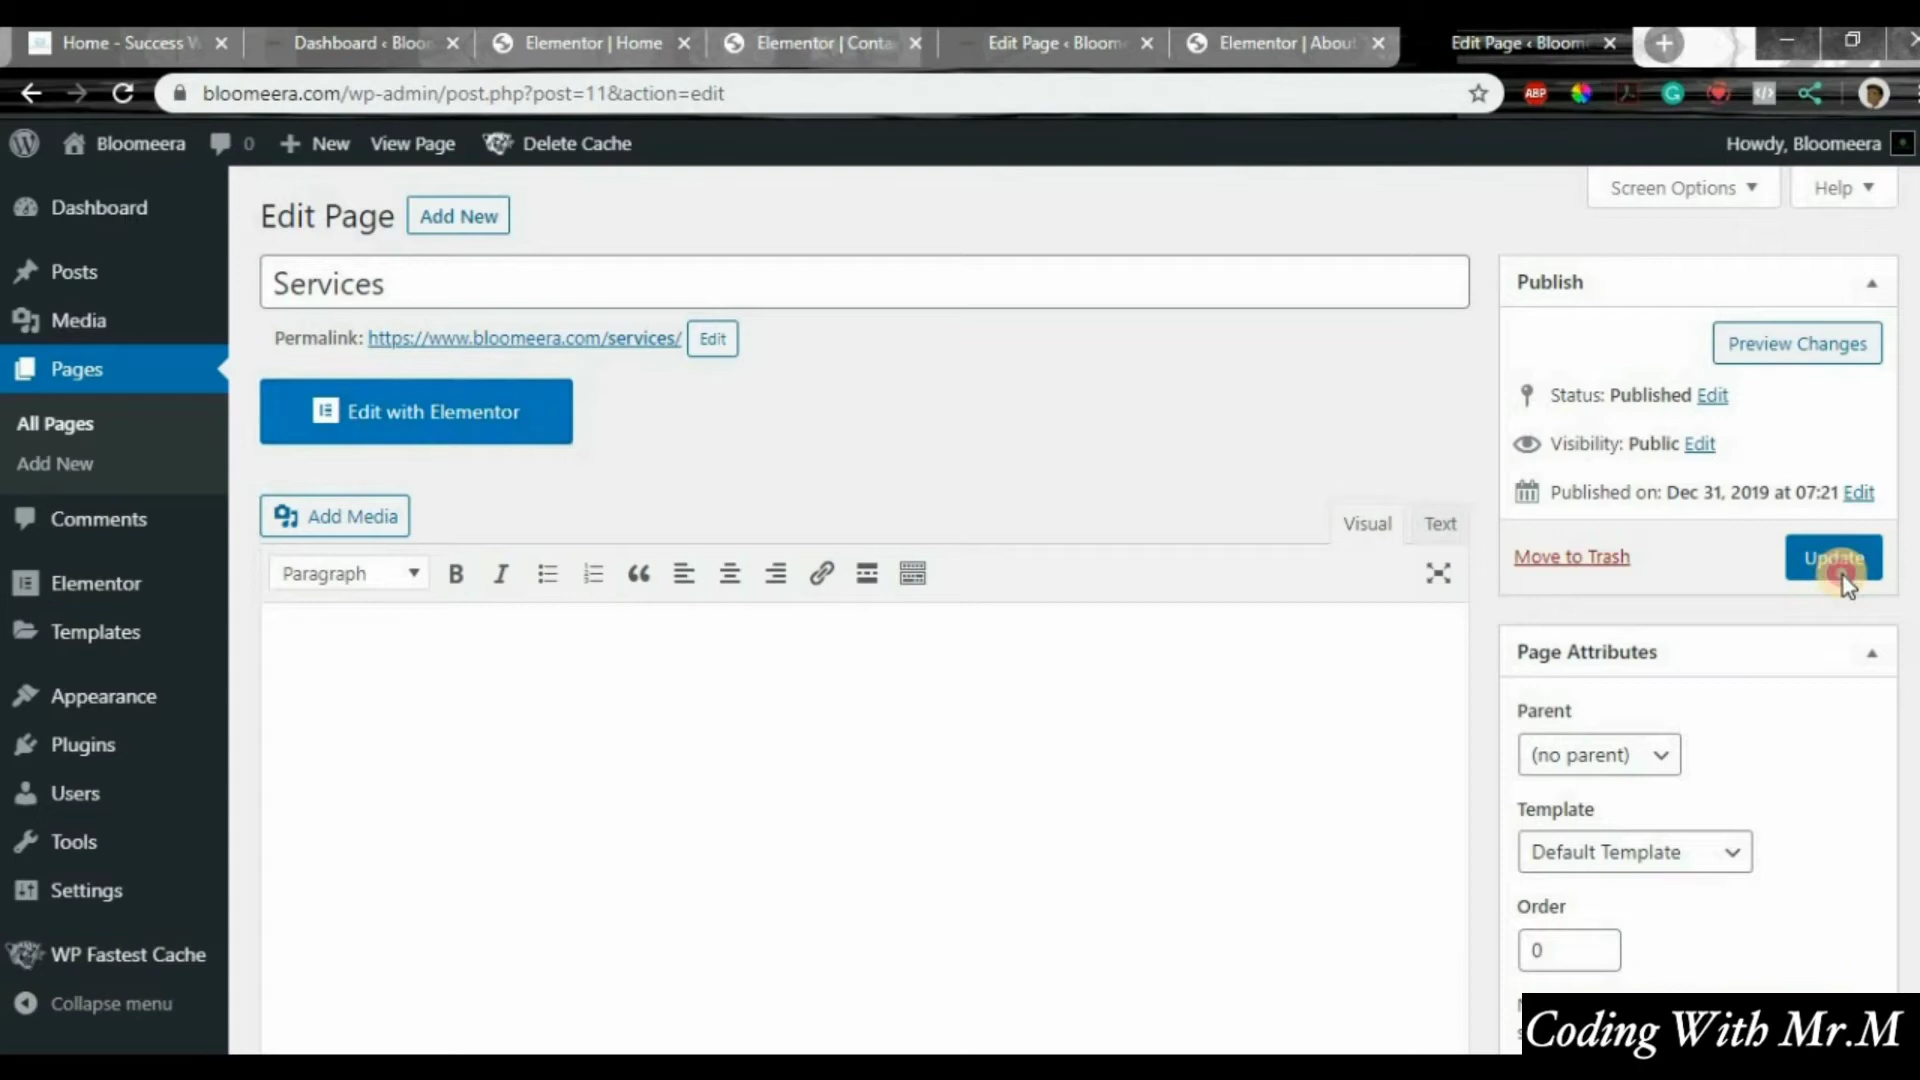 Home - Success W
Dashboard ‹ Bloo
Elementor | Home
Elementor | Conta
Edit Page ‹ Bloom
Elementor | About
Edit Page ‹ Bloom
bloomeera.com/wp-admin/post.php?post=11&action=edit
ABP
Bloomeera
0
New
View Page
Delete Cache
Howdy, Bloomeera
Screen Options
Help
Dashboard
Posts
Media
Pages
All Pages
Add New
Comments
Elementor
Templates
Appearance
Plugins
Users
Tools
Settings
WP Fastest Cache
Collapse menu
Edit Page
Add New
Services
Permalink: https://www.bloomeera.com/services/ Edit
Edit with Elementor
Add Media
Visual
Text
Paragraph
Publish
Preview Changes
Status: Published Edit
Visibility: Public Edit
Published on: Dec 31, 2019 at 07:21 Edit
Move to Trash
Update
Page Attributes
Parent
(no parent)
Template
Default Template
Order
0
Coding With Mr.M